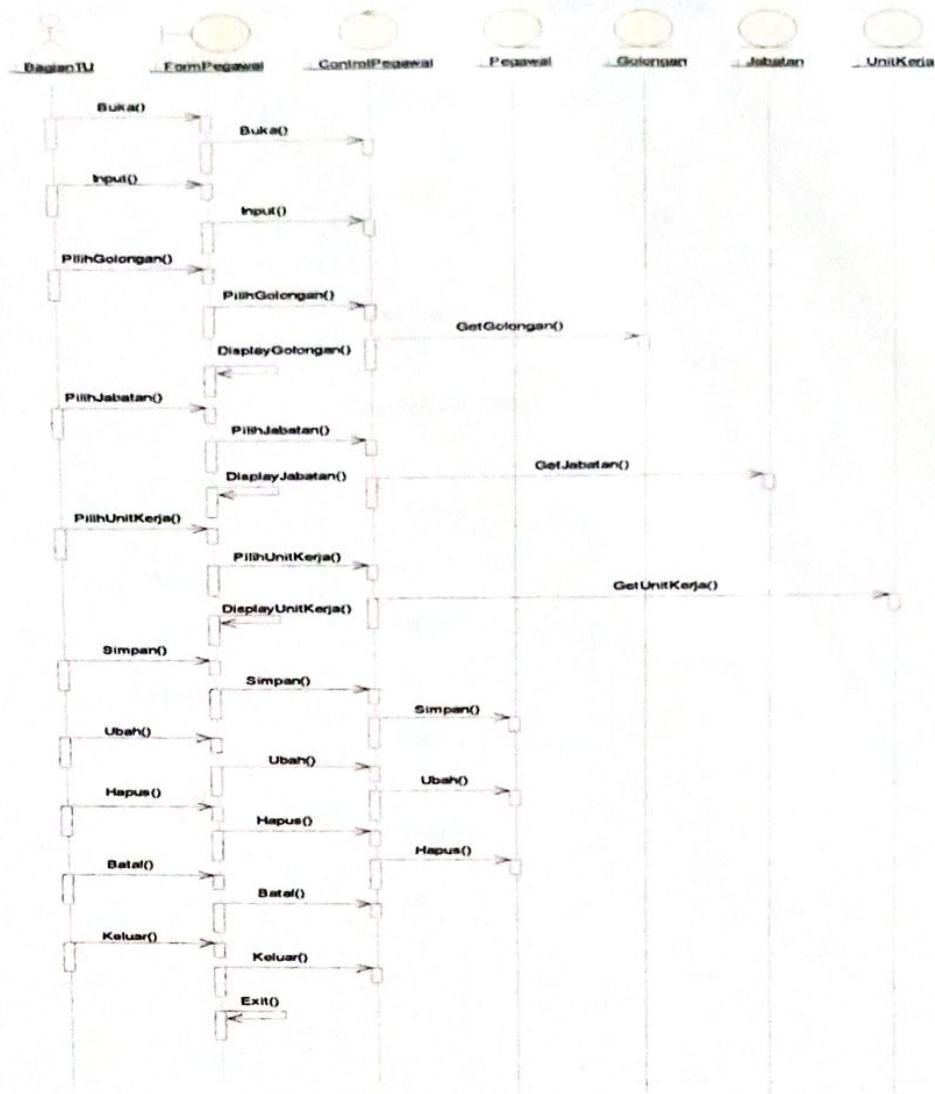 BagianTU FormPegawai ControlPegawai Pegawai Golongan Jabatan UnitKerja
Buka()
Buka()
Input()
Input()
PilihGolongan()
PilihGolongan()
GetGolongan()
DisplayGolongan()
PilihJabatan()
PilihJabatan()
GetJabatan()
DisplayJabatan()
PilihUnitKerja()
PilihUnitKerja()
GetUnitKerja()
DisplayUnitKerja()
Simpan()
Simpan()
Simpan()
Ubah()
Ubah()
Ubah()
Hapus()
Hapus()
Hapus()
Batal()
Batal()
Keluar()
Keluar()
Exit()